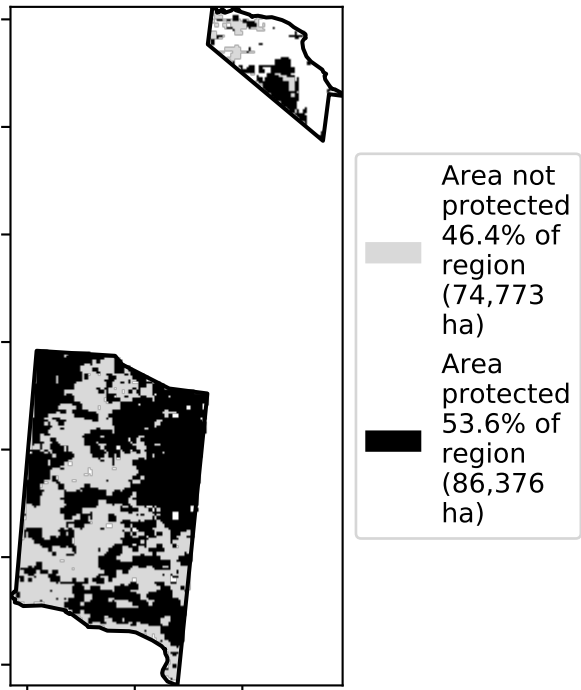 Area not
protected
46.4% of
region
(74,773
ha)
Area
protected
53.6% of
region
(86,376
ha)